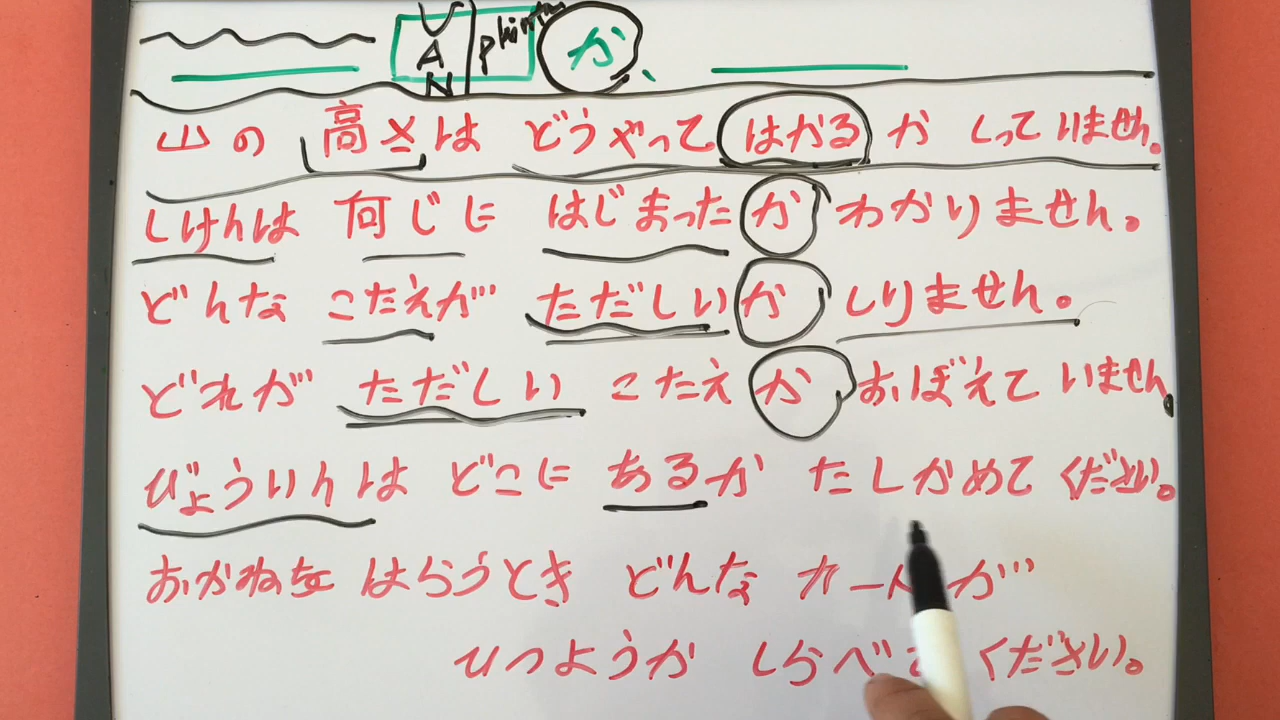 VAN plain form か、
山の 高さは どうやって はかる か しっていません。
しけんは 何じに はじまった か わかりません。
どんな こたえが ただしい か しりません。
どれが ただしい こたえ か おぼえて いません。
びょういんは どこに あるか たしかめて ください。
おかねを はらうとき どんな カードが
ひつようか しらべて ください。